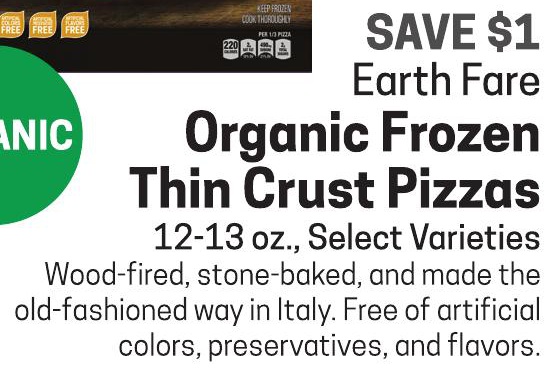 ARTIFICIAL COLORS FREE
ARTIFICIAL PRESERVATIVES FREE
ARTIFICIAL FLAVORS FREE
KEEP FROZEN
COOK THOROUGHLY
PER 1/3 PIZZA
220 CALORIES
SAVE $1
Earth Fare
ANIC
Organic Frozen
Thin Crust Pizzas
12-13 oz., Select Varieties
Wood-fired, stone-baked, and made the
old-fashioned way in Italy. Free of artificial
colors, preservatives, and flavors.